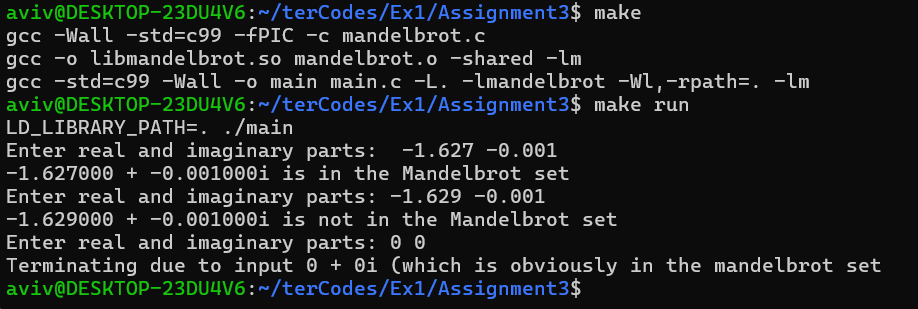 aviv@DESKTOP-23DU4V6:~/terCodes/Ex1/Assignment3$ make
gcc -Wall -std=c99 -fPIC -c mandelbrot.c
gcc -o libmandelbrot.so mandelbrot.o -shared -lm
gcc -std=c99 -Wall -o main main.c -L. -lmandelbrot -Wl,-rpath=. -lm
aviv@DESKTOP-23DU4V6:~/terCodes/Ex1/Assignment3$ make run
LD_LIBRARY_PATH=. ./main
Enter real and imaginary parts:  -1.627 -0.001
-1.627000 + -0.001000i is in the Mandelbrot set
Enter real and imaginary parts: -1.629 -0.001
-1.629000 + -0.001000i is not in the Mandelbrot set
Enter real and imaginary parts: 0 0
Terminating due to input 0 + 0i (which is obviously in the mandelbrot set
aviv@DESKTOP-23DU4V6:~/terCodes/Ex1/Assignment3$